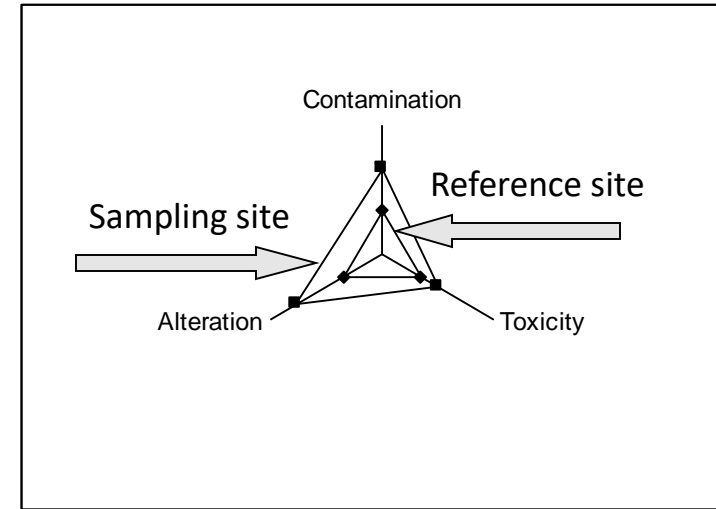 Contamination
Reference site
Sampling site
Alteration
Toxicity